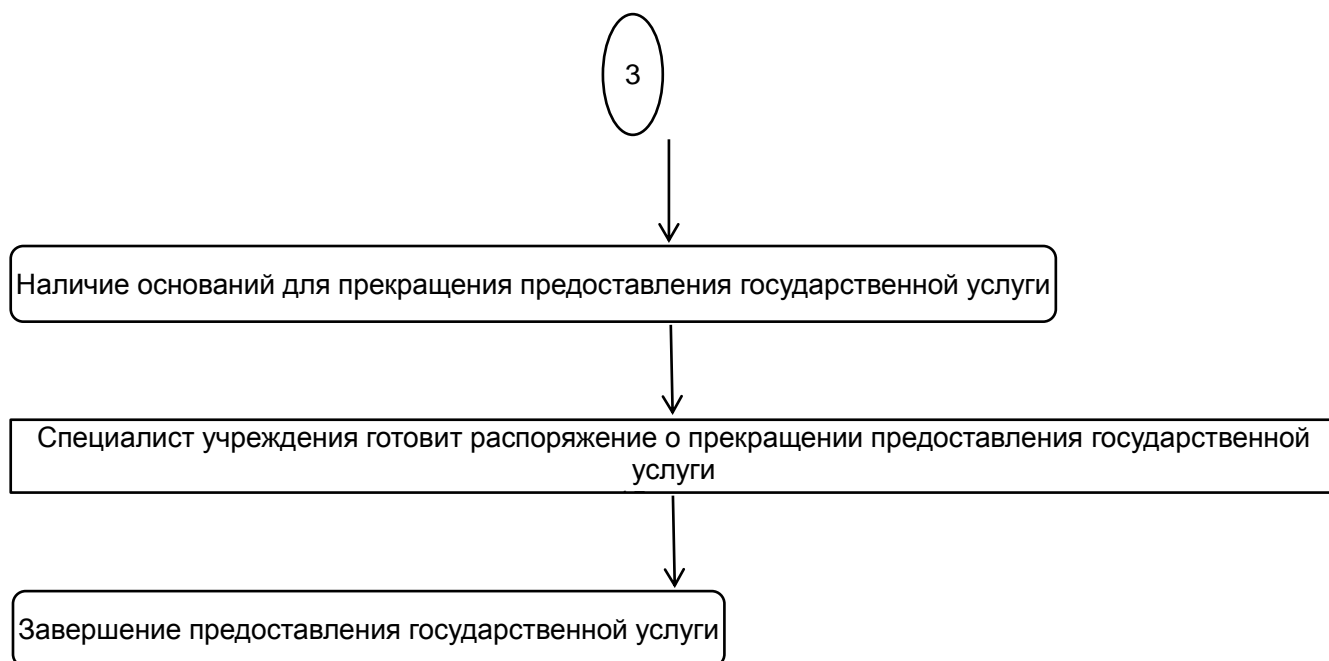 3
Наличие оснований для прекращения предоставления государственной услуги
Специалист учреждения готовит распоряжение о прекращении предоставления государственной
услуги
Завершение предоставления государственной услуги